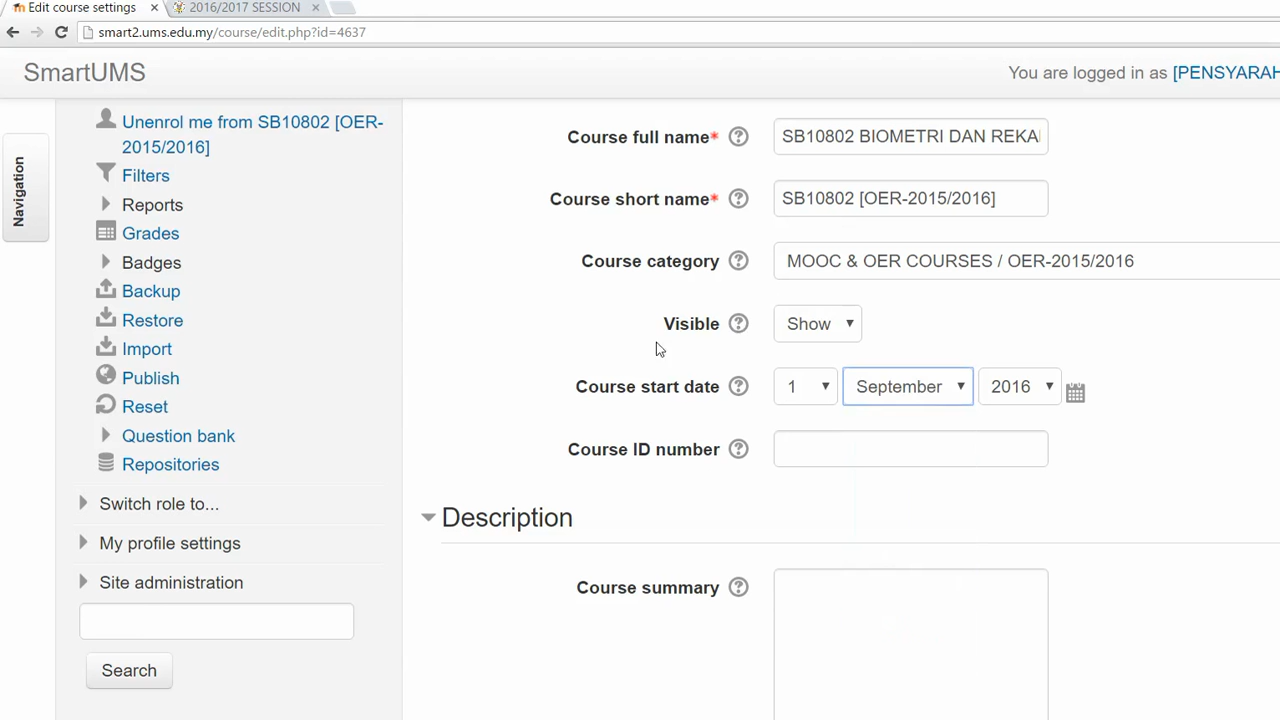 Edit course settings
2016/2017 SESSION
smart2.ums.edu.my/course/edit.php?id=4637
SmartUMS
You are logged in as [PENSYARAH
Navigation
Unenrol me from SB10802 [OER-
2015/2016]
Filters
Reports
Grades
Badges
Backup
Restore
Import
Publish
Reset
Question bank
Repositories
Switch role to...
My profile settings
Site administration
Search
Course full name* SB10802 BIOMETRI DAN REKA
Course short name* SB10802 [OER-2015/2016]
Course category MOOC & OER COURSES / OER-2015/2016
Visible Show
Course start date 1 September 2016
Course ID number
Description
Course summary